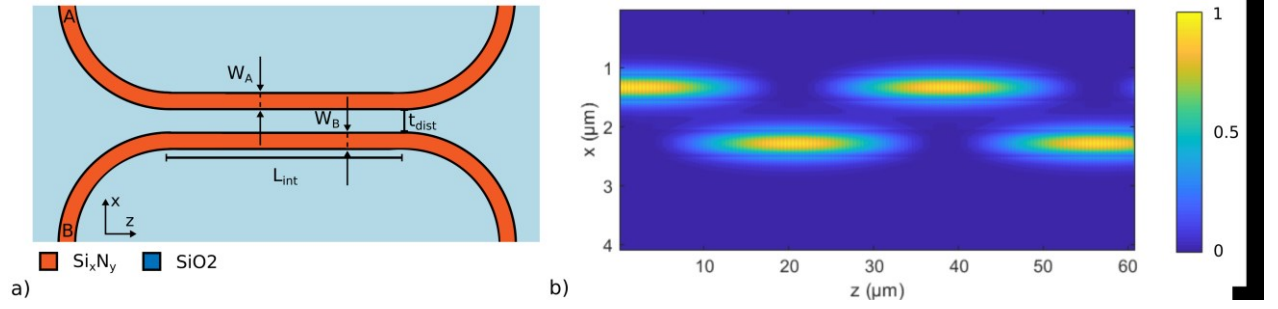 A
W_A
W_B
t_dist
L_int
x
z
B
Si_xN_y
SiO2
a)
1
2
3
4
x (μm)
10 20 30 40 50 60
z (μm)
b)
1
0.5
0